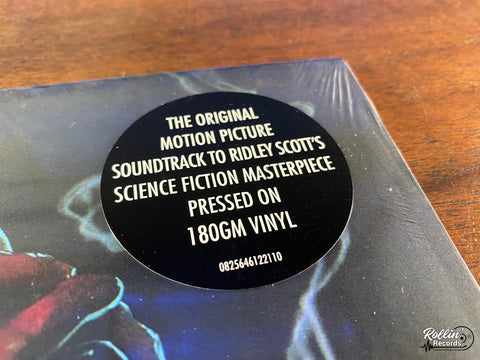 THE ORIGINAL
MOTION PICTURE
SOUNDTRACK TO RIDLEY SCOTT'S
SCIENCE FICTION MASTERPIECE
PRESSED ON
180GM VINYL
0825646122110
Rollin
Records